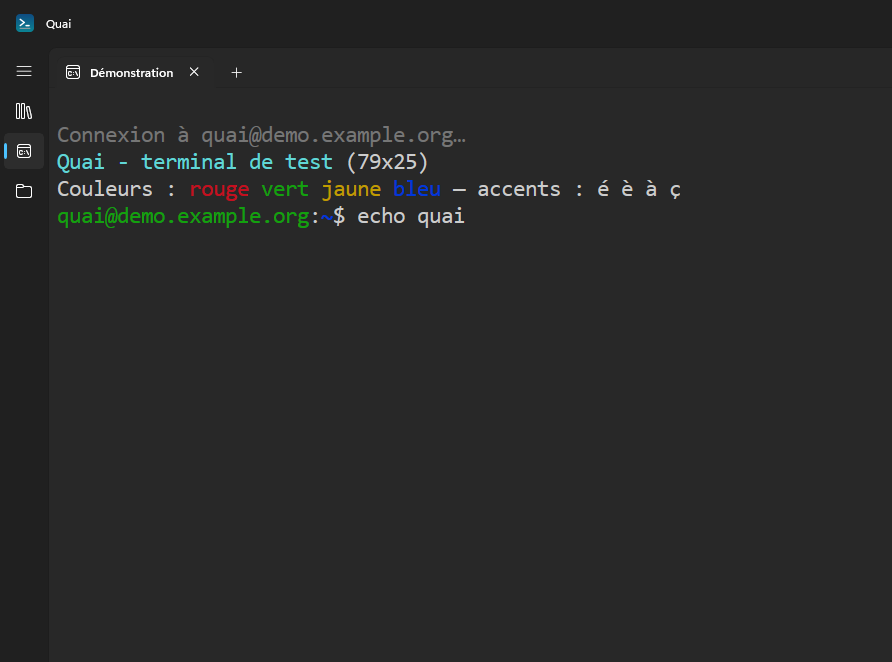 Quai
Démonstration
Connexion à quai@demo.example.org…
Quai - terminal de test (79x25)
Couleurs : rouge vert jaune bleu — accents : é è à ç
quai@demo.example.org:~$ echo quai